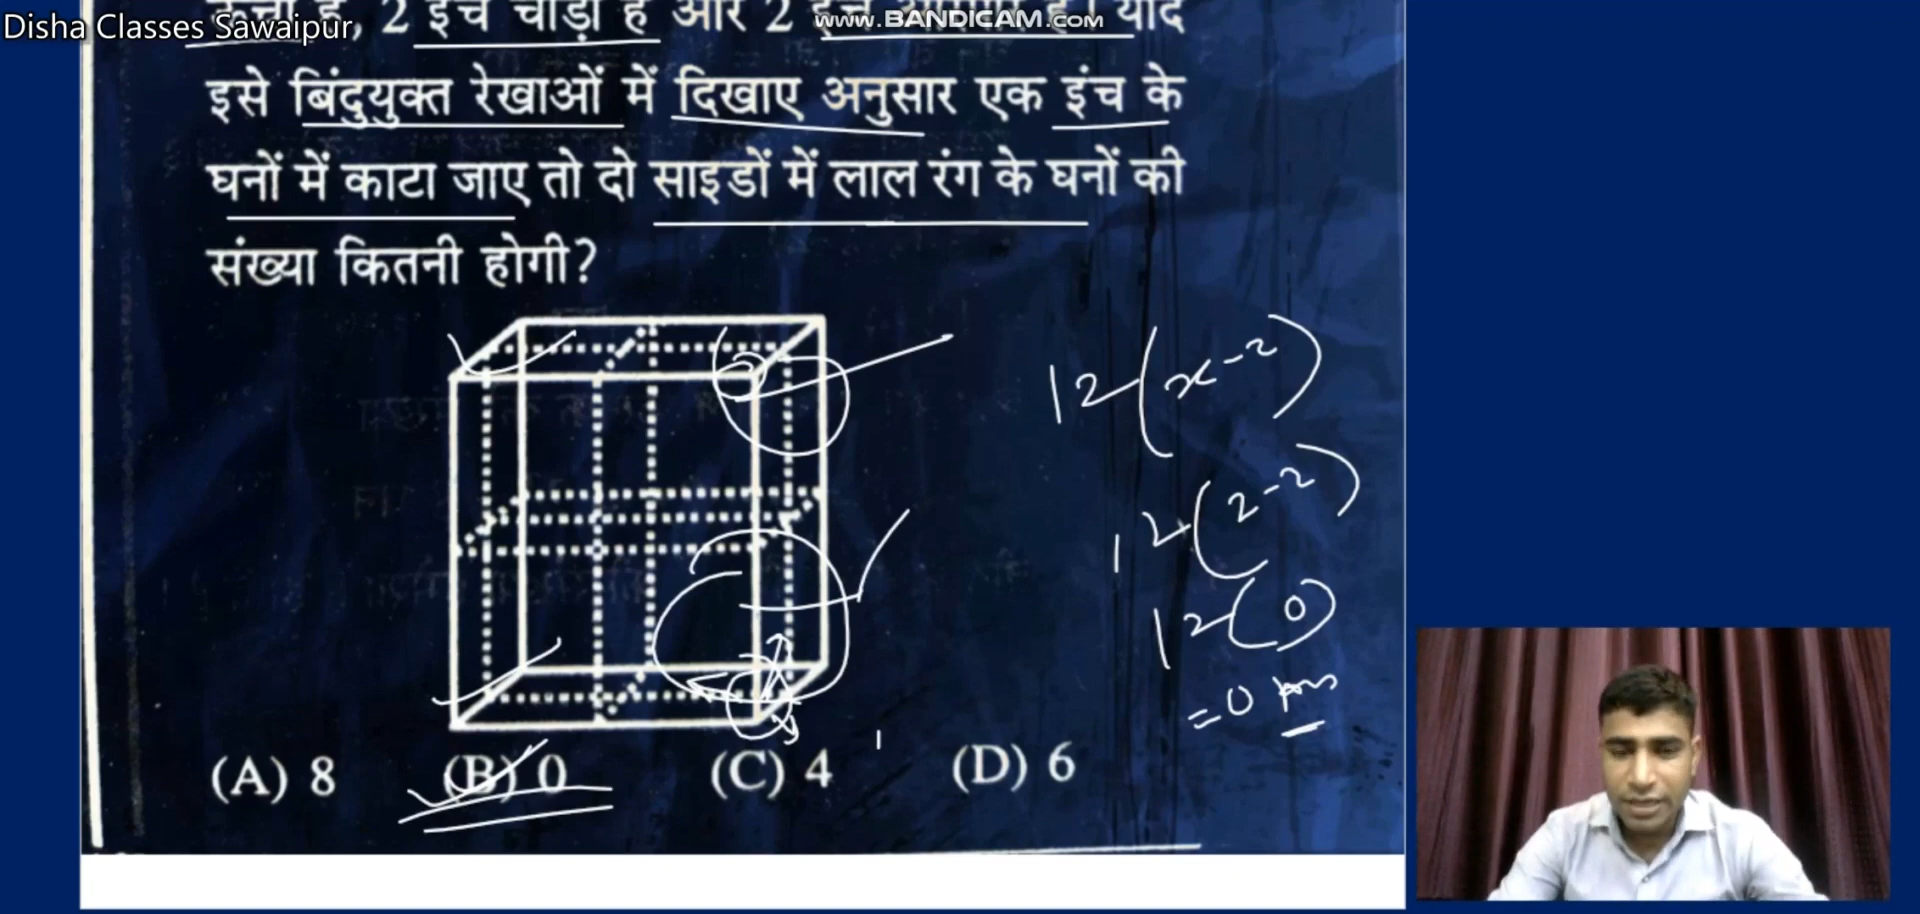 Disha Classes Sawaipur,
www.BANDICAM.com
है, 2 इंच चौड़ा है और 2 इंच है। यदि
इसे बिंदुयुक्त रेखाओं में दिखाए अनुसार एक इंच के
घनों में काटा जाए तो दो साइडों में लाल रंग के घनों की
संख्या कितनी होगी?
12(x-2)
12(2-2)
12(0)
=0
(A) 8 (B) 0 (C) 4 (D) 6